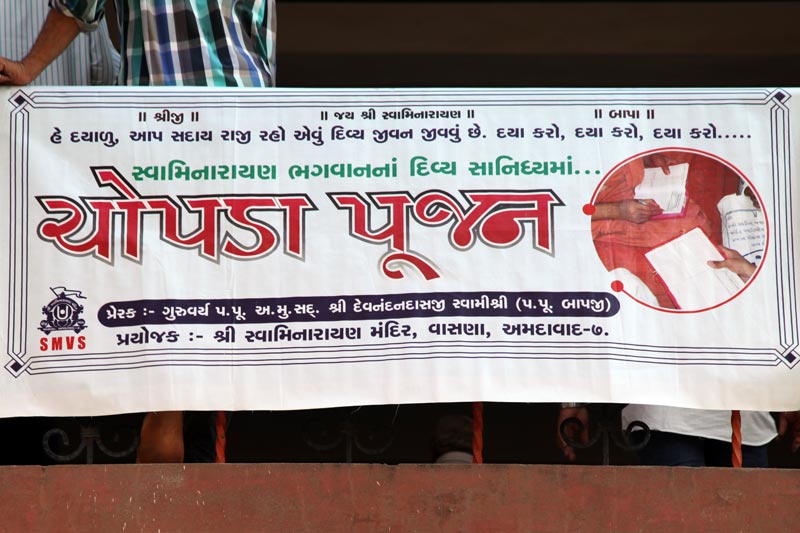 ॥ શ્રીજી ॥ ॥ જય શ્રી સ્વામિનારાયણ ॥ ॥ બાપા ॥
હે દયાળુ, આપ સદાય રાજી રહો એવું દિવ્ય જીવન જીવવું છે. દયા કરો, દયા કરો, દયા કરો.....
સ્વામિનારાયણ ભગવાનનાં દિવ્ય સાનિધ્યમાં...
ચોપડા પૂજન
પ્રેરક :- ગુરુવર્ય પ.પૂ. અ.મુ.સદ્. શ્રી દેવનંદનદાસજી સ્વામીશ્રી (પ.પૂ. બાપજી)
પ્રયોજક :- શ્રી સ્વામિનારાયણ મંદિર, વાસણા, અમદાવાદ-૭.
SMVS